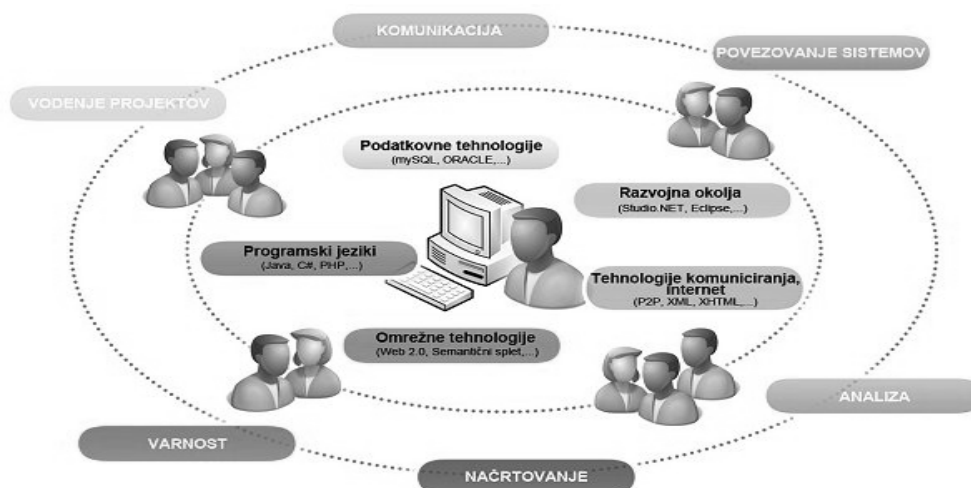 KOMUNIKACIJA
POVEZOVANJE SISTEMOV
VODENJE PROJEKTOV
Podatkovne tehnologije
(mySQL, ORACLE,...)
Razvojna okolja
(Studio.NET, Eclipse,...)
Programski jeziki
(Java, C#, PHP,...)
Tehnologije komuniciranja,
internet
(P2P, XML, XHTML,...)
Omrežne tehnologije
(Web 2.0, Semantični splet,...)
ANALIZA
VARNOST
NAČRTOVANJE